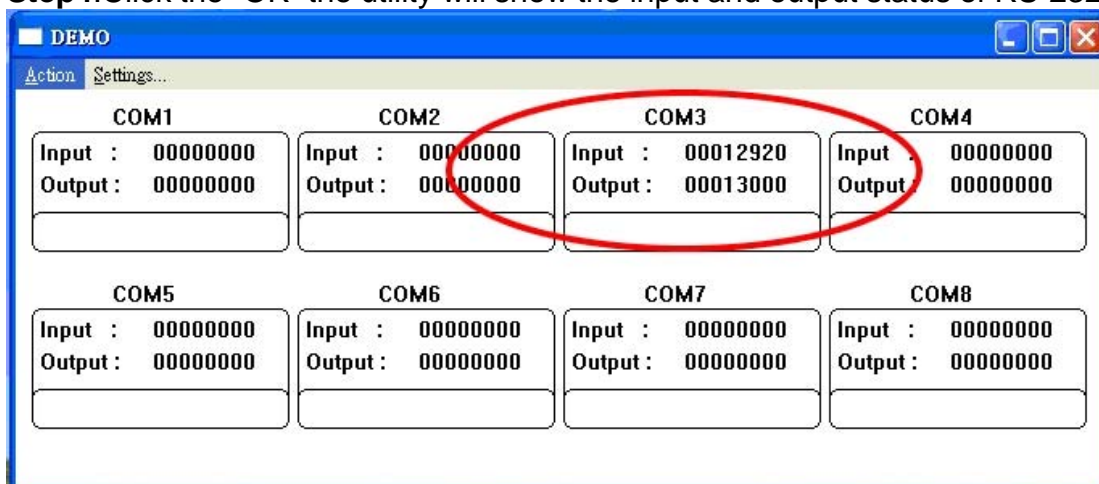 Click the "OK" the utility will show the input and output status of RS-232
DEMO
Action Settings...
COM1 COM2 COM3 COM4
Input : 00000000 Input : 00000000 Input : 00012920 Input : 00000000
Output : 00000000 Output : 00000000 Output : 00013000 Output : 00000000
COM5 COM6 COM7 COM8
Input : 00000000 Input : 00000000 Input : 00000000 Input : 00000000
Output : 00000000 Output : 00000000 Output : 00000000 Output : 00000000